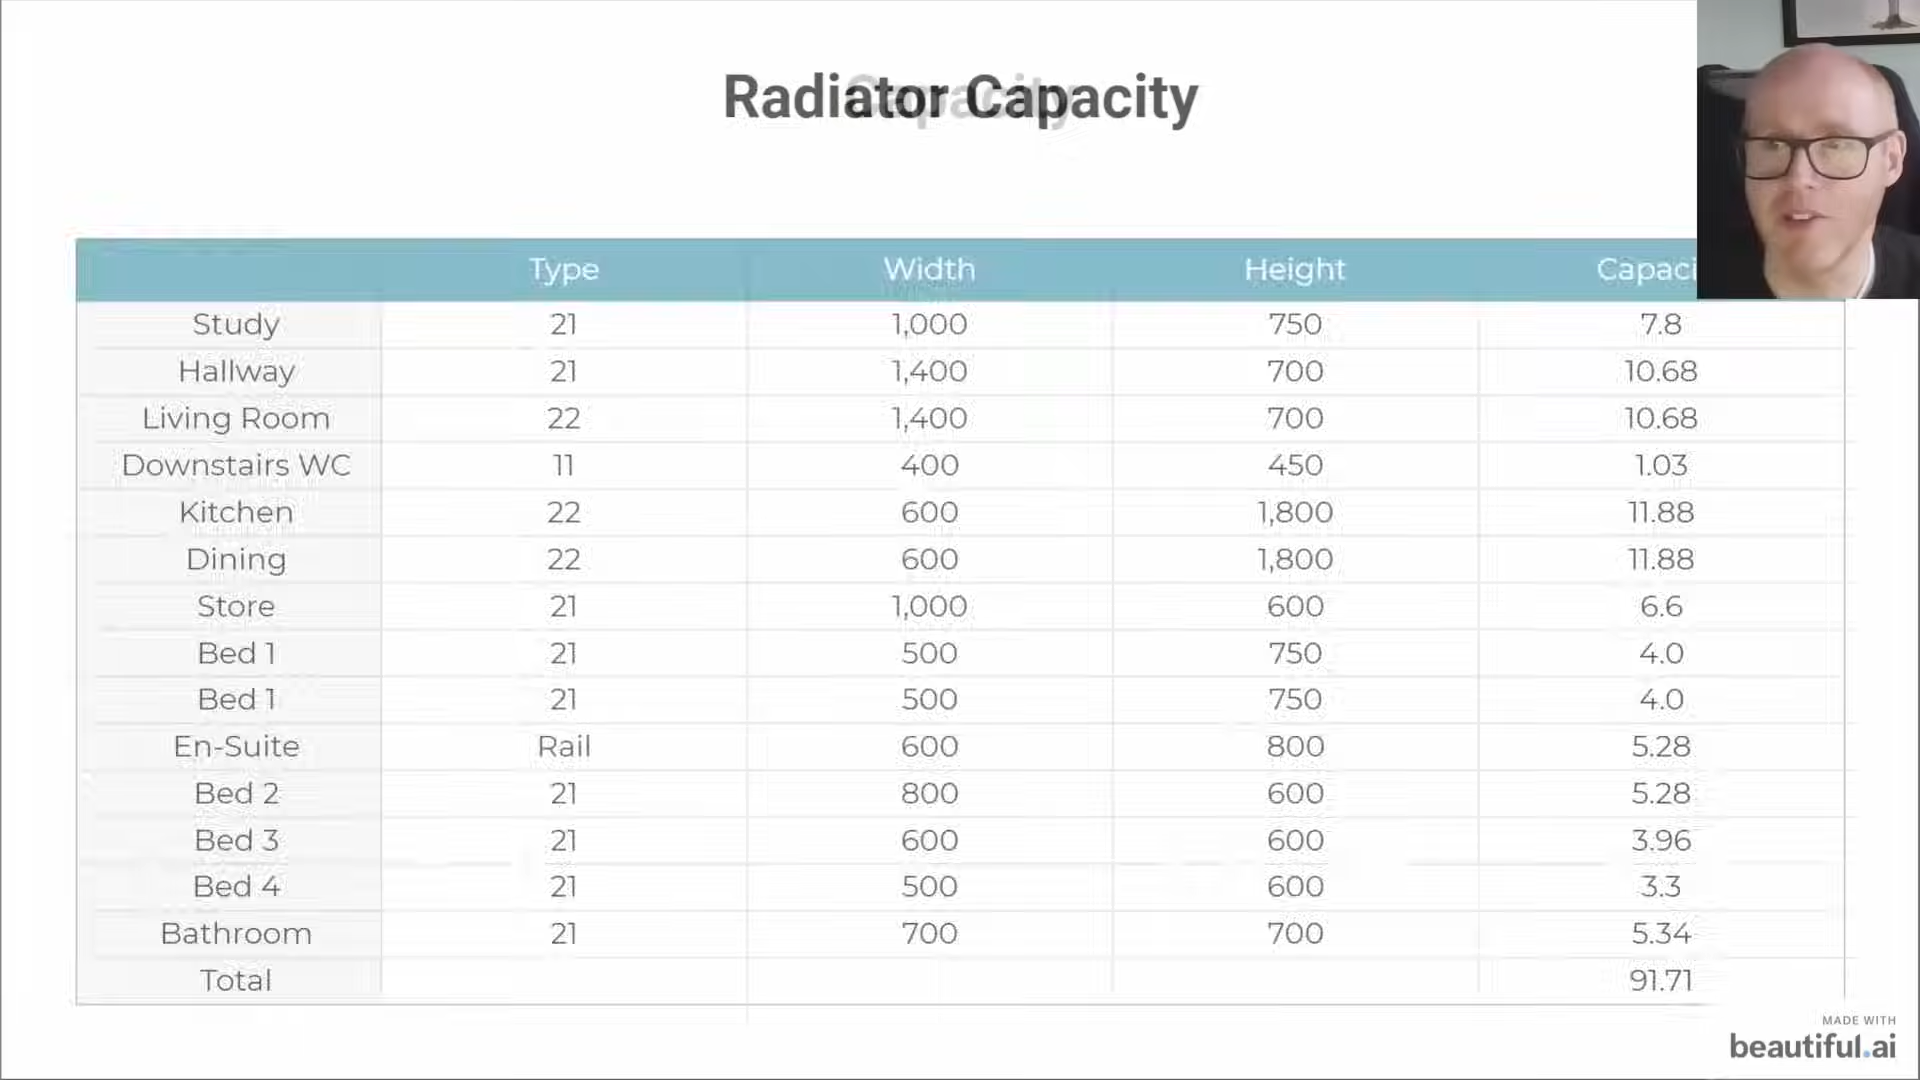 Radiator Capacity
Type Width Height Capaci
Study 21 1,000 750 7.8
Hallway 21 1,400 700 10.68
Living Room 22 1,400 700 10.68
Downstairs WC 11 400 450 1.03
Kitchen 22 600 1,800 11.88
Dining 22 600 1,800 11.88
Store 21 1,000 600 6.6
Bed 1 21 500 750 4.0
Bed 1 21 500 750 4.0
En-Suite Rail 600 800 5.28
Bed 2 21 800 600 5.28
Bed 3 21 600 600 3.96
Bed 4 21 500 600 3.3
Bathroom 21 700 700 5.34
Total 91.71
MADE WITH
beautiful.ai